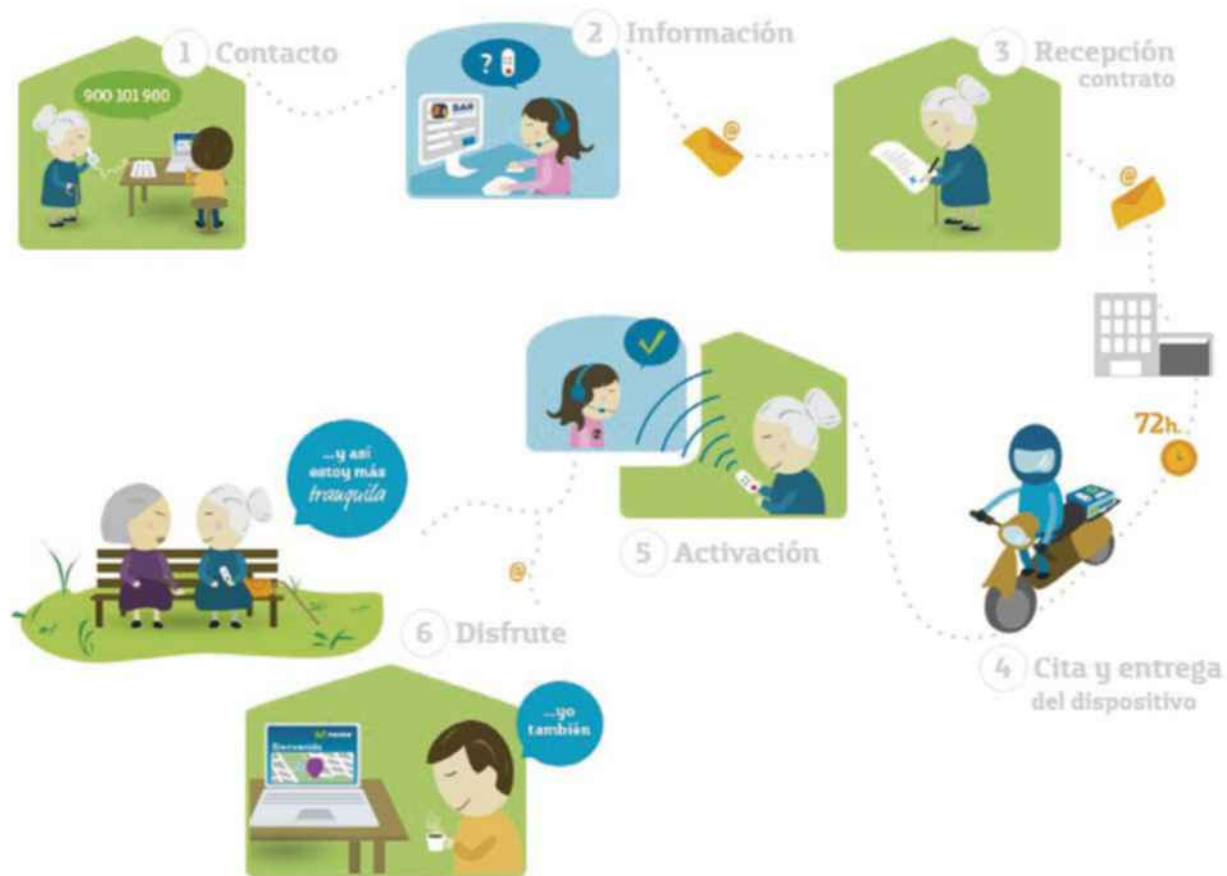 1 Contacto
900 101 900
2 Información
?
@
3 Recepción
contrato
@
72h.
4 Cita y entrega
del dispositivo
5 Activación
@
6 Disfrute
...y así
estoy más
tranquila
Bienvenido
...yo
también